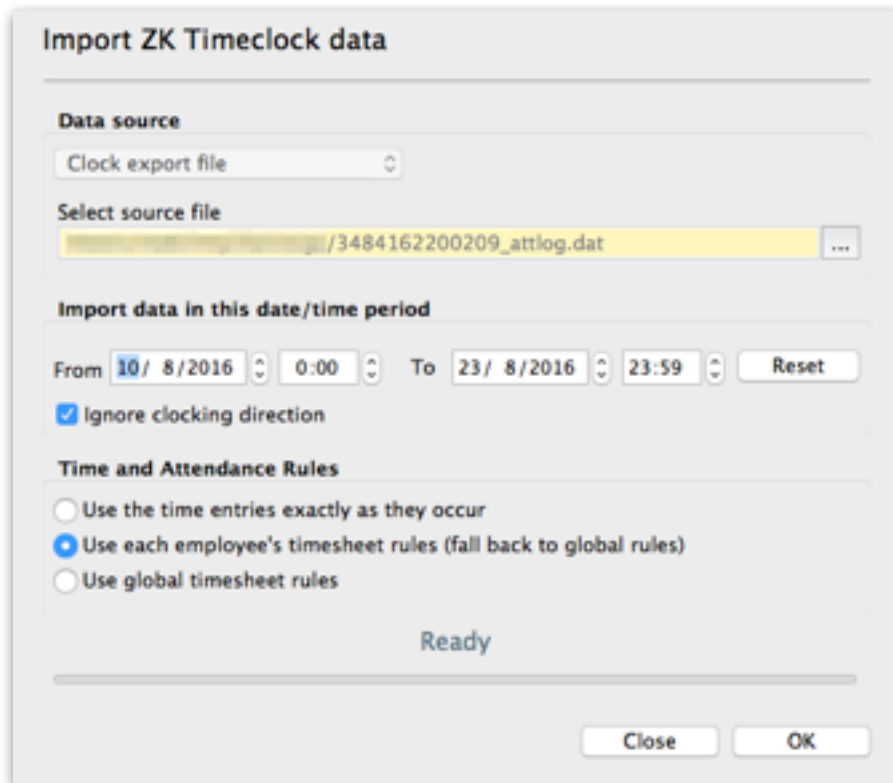 Import ZK Timeclock data
Data source
Clock export file
Select source file
/3484162200209_attlog.dat ...
Import data in this date/time period
From 10/ 8/2016 0:00 To 23/ 8/2016 23:59 Reset
Ignore clocking direction
Time and Attendance Rules
Use the time entries exactly as they occur
Use each employee's timesheet rules (fall back to global rules)
Use global timesheet rules
Ready
Close OK